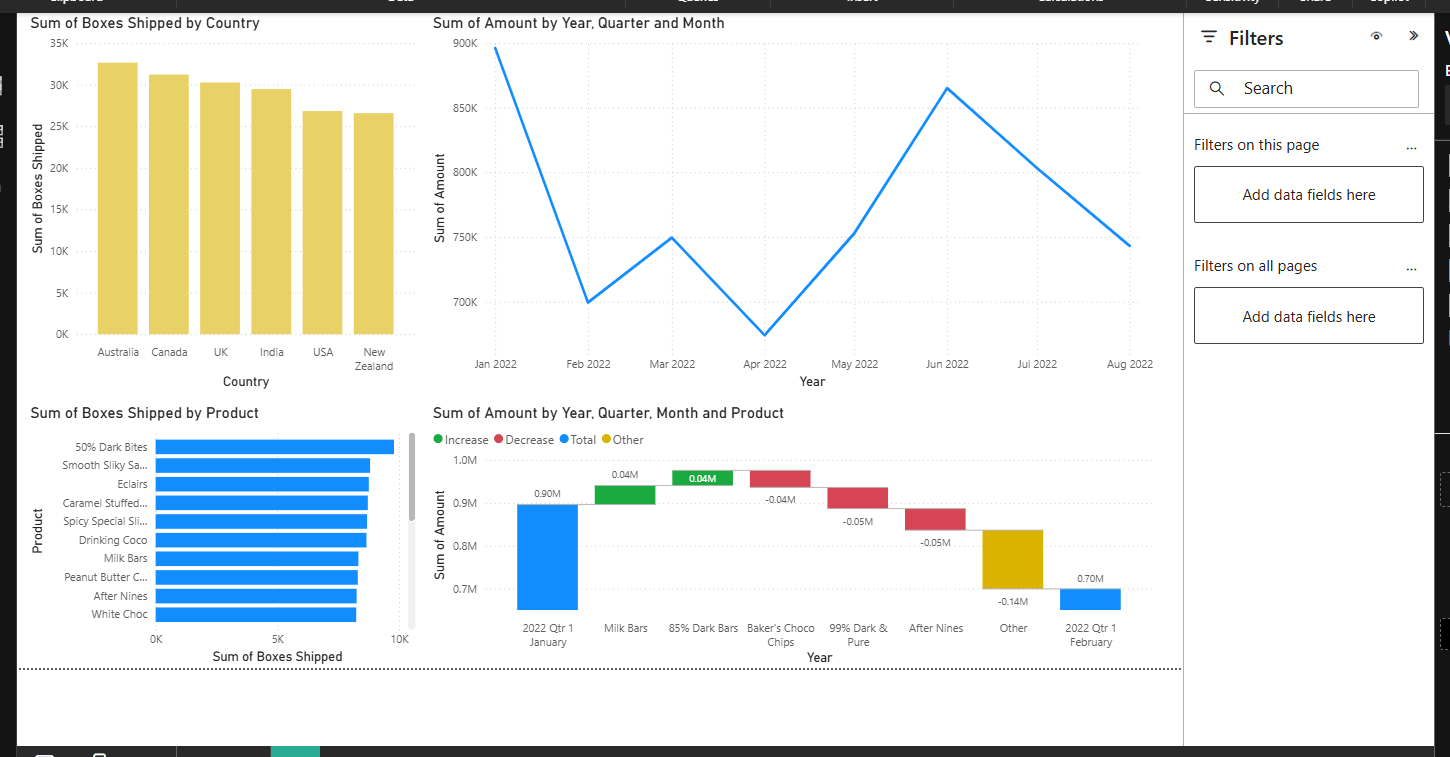 Sum of Boxes Shipped by Country
35K
30K
25K
20K
15K
10K
5K
0K
Sum of Boxes Shipped
Australia Canada UK India USA New
Zealand
Country
Sum of Amount by Year, Quarter and Month
900K
850K
800K
750K
700K
Sum of Amount
Jan 2022 Feb 2022 Mar 2022 Apr 2022 May 2022 Jun 2022 Jul 2022 Aug 2022
Year
Sum of Boxes Shipped by Product
Product
50% Dark Bites
Smooth Sliky Sa...
Eclairs
Caramel Stuffed...
Spicy Special Sli...
Drinking Coco
Milk Bars
Peanut Butter C...
After Nines
White Choc
0K 5K 10K
Sum of Boxes Shipped
Sum of Amount by Year, Quarter, Month and Product
Increase Decrease Total Other
1.0M
0.9M
0.8M
0.7M
Sum of Amount
0.90M
0.04M
0.04M
-0.04M
-0.05M
-0.05M
-0.14M
0.70M
2022 Qtr 1 Milk Bars 85% Dark Bars Baker's Choco 99% Dark & After Nines Other 2022 Qtr 1
January Chips Pure February
Year
Filters
Search
Filters on this page ...
Add data fields here
Filters on all pages ...
Add data fields here